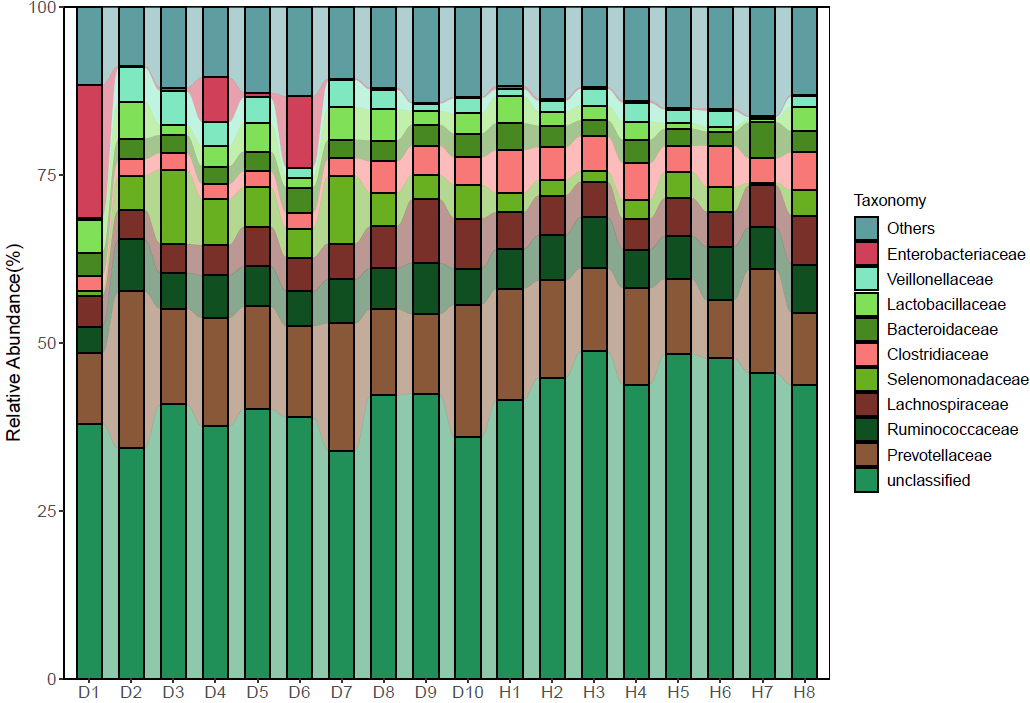 Relative Abundance(%)
100
75
50
25
0
D1 D2 D3 D4 D5 D6 D7 D8 D9 D10 H1 H2 H3 H4 H5 H6 H7 H8
Taxonomy
Others
Enterobacteriaceae
Veillonellaceae
Lactobacillaceae
Bacteroidaceae
Clostridiaceae
Selenomonadaceae
Lachnospiraceae
Ruminococcaceae
Prevotellaceae
unclassified